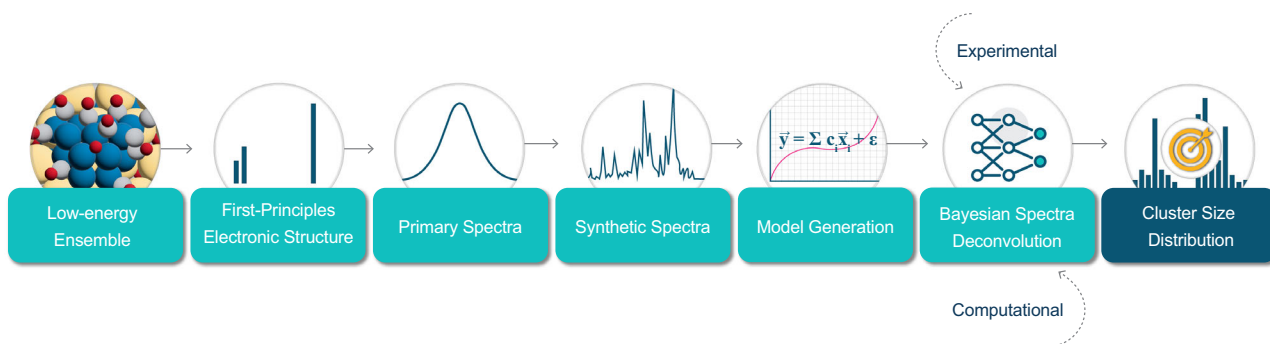 Experimental
y⃗ = Σ cᵢx⃗ᵢ + ε
Low-energy
Ensemble
First-Principles
Electronic Structure
Primary Spectra
Synthetic Spectra
Model Generation
Bayesian Spectra
Deconvolution
Cluster Size
Distribution
Computational